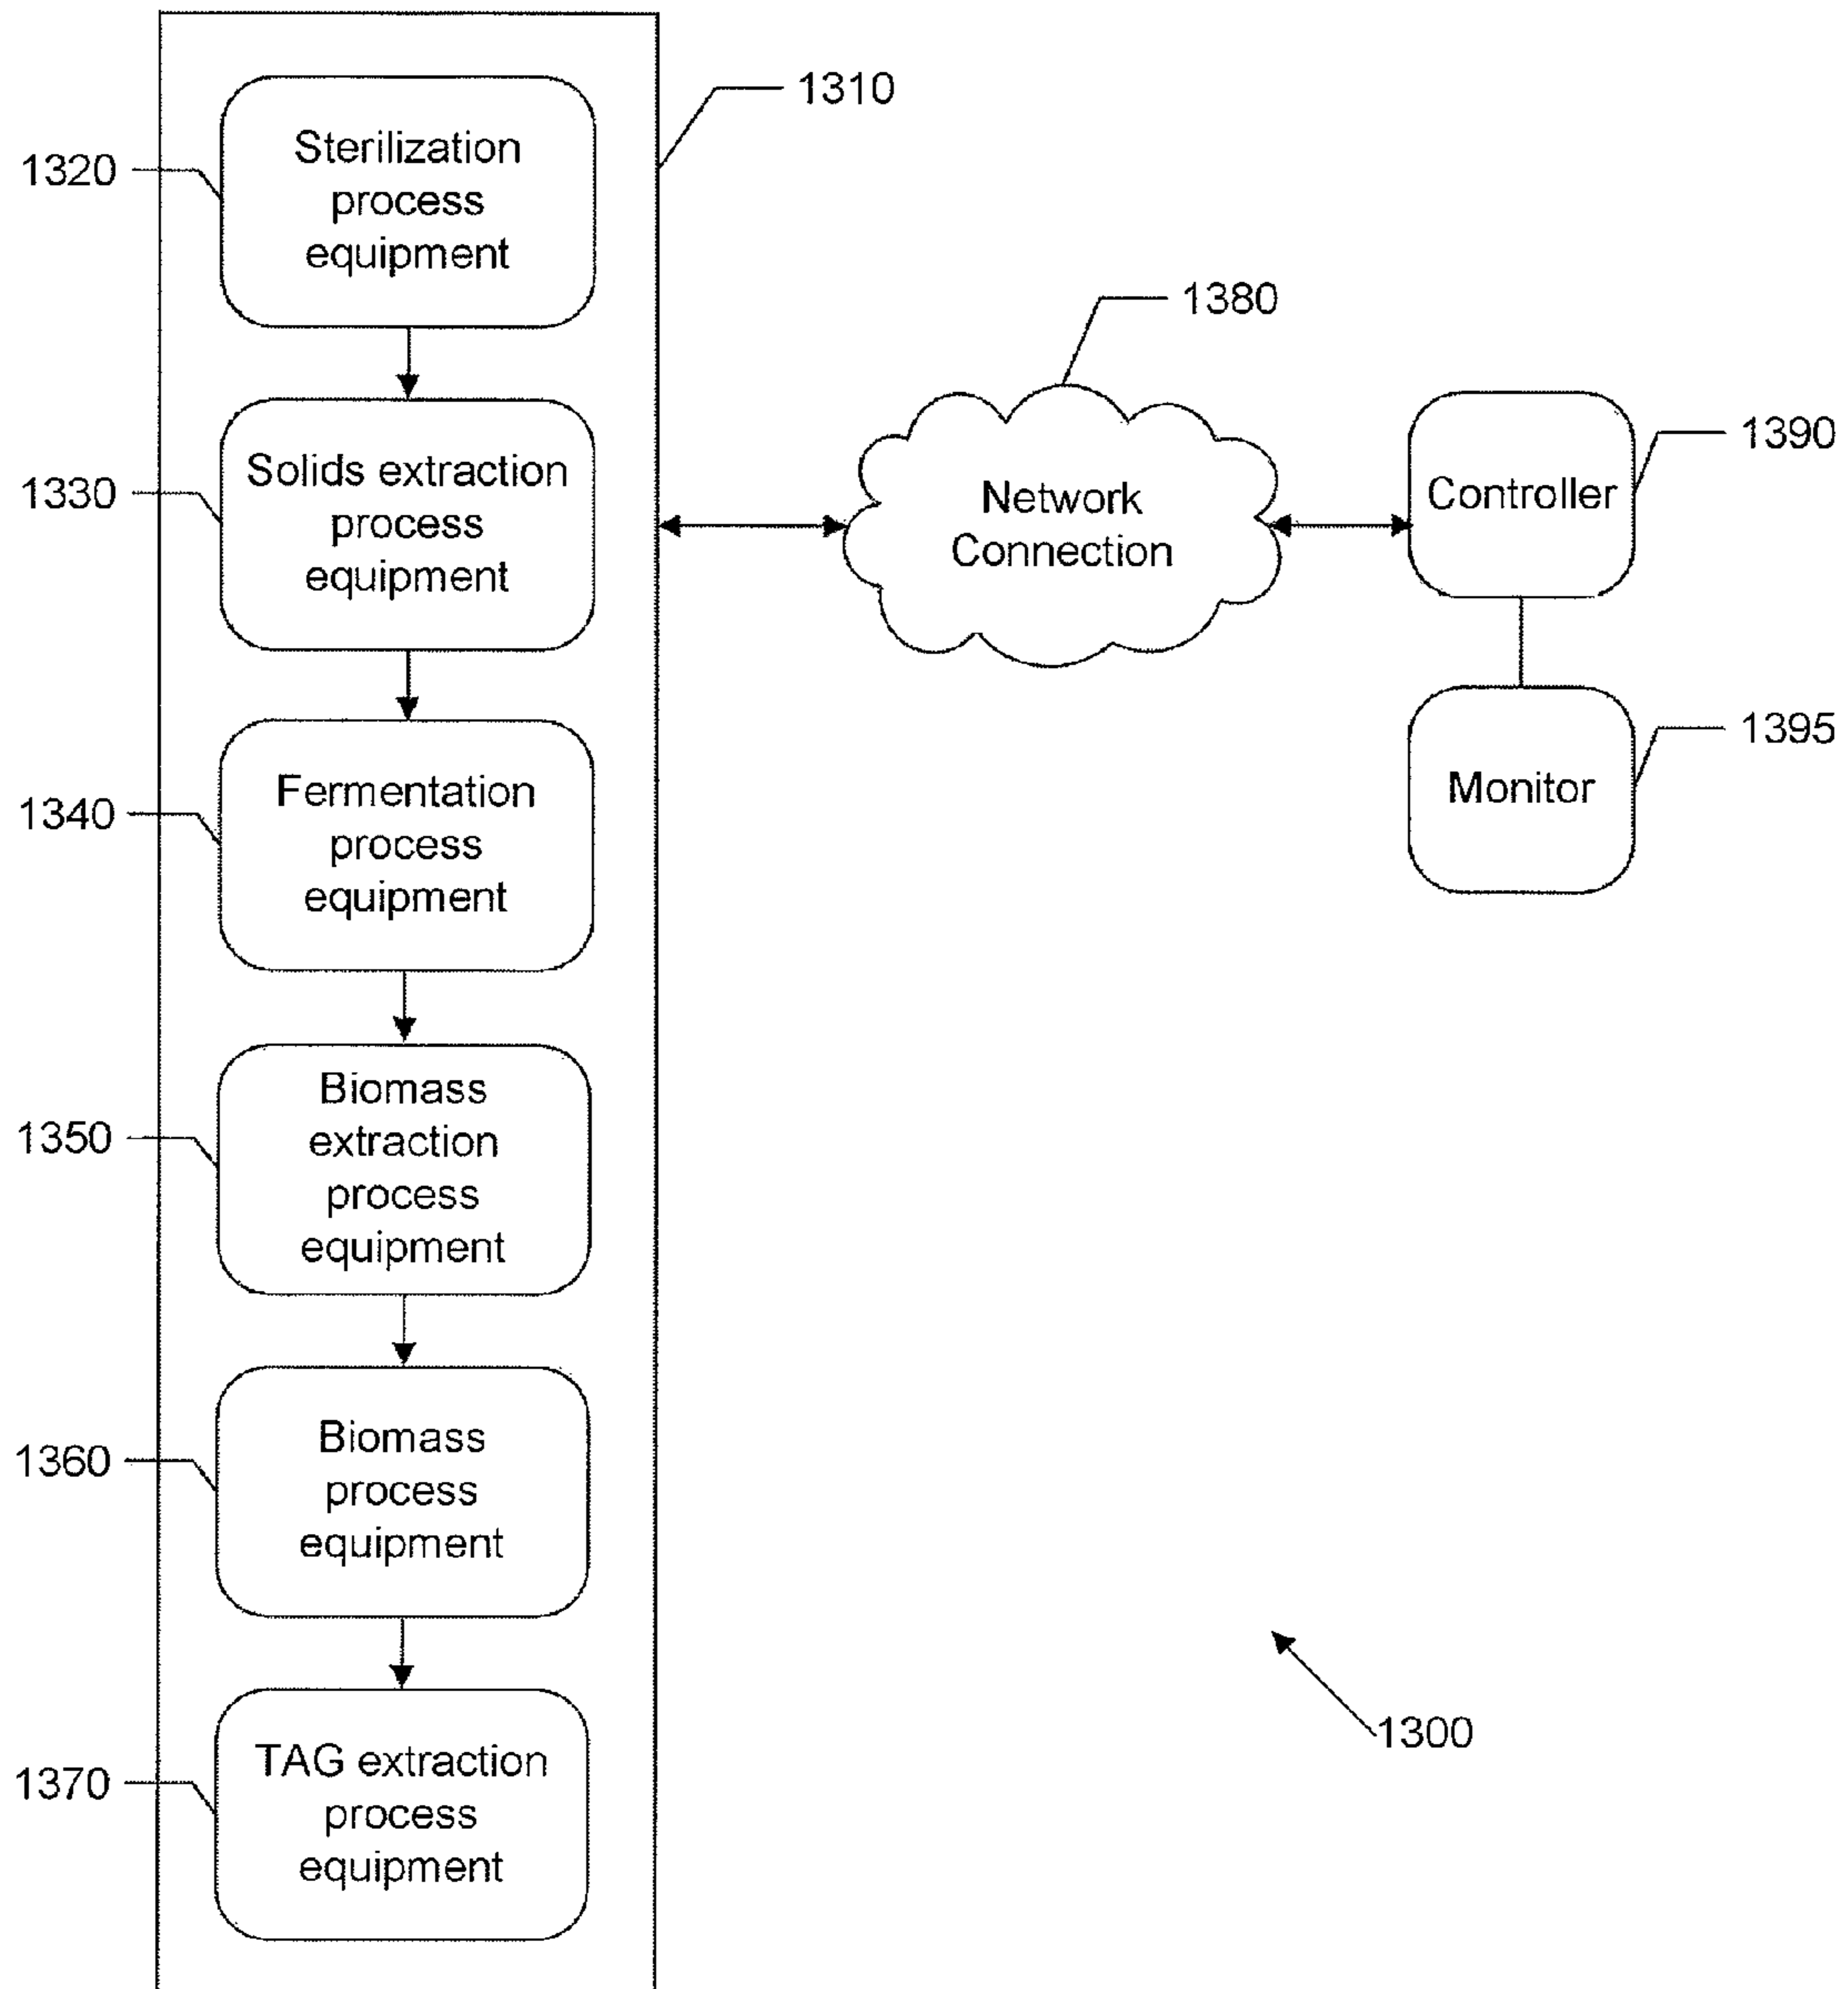 1310
1320
Sterilization
process
equipment
1380
1330
Solids extraction
process
equipment
Network
Connection
Controller
1390
1340
Fermentation
process
equipment
Monitor
1395
1350
Biomass
extraction
process
equipment
1360
Biomass
process
equipment
1300
1370
TAG extraction
process
equipment